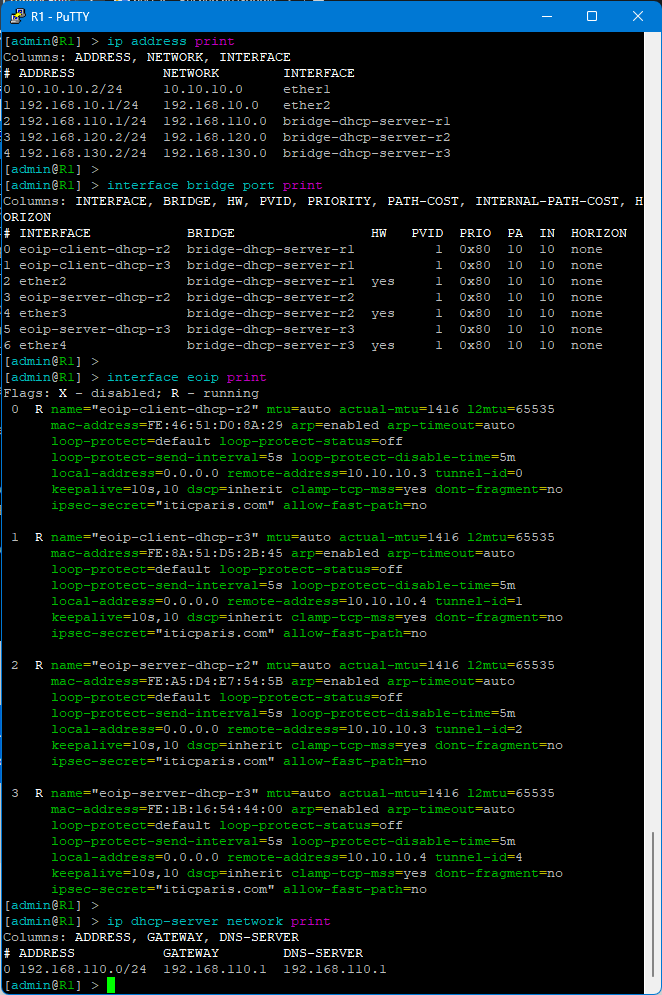 R1 - PuTTY
[admin@R1] > ip address print
Columns: ADDRESS, NETWORK, INTERFACE
# ADDRESS           NETWORK        INTERFACE
0 10.10.10.2/24     10.10.10.0     ether1
1 192.168.10.1/24   192.168.10.0   ether2
2 192.168.110.1/24  192.168.110.0  bridge-dhcp-server-r1
3 192.168.120.2/24  192.168.120.0  bridge-dhcp-server-r2
4 192.168.130.2/24  192.168.130.0  bridge-dhcp-server-r3
[admin@R1] >
[admin@R1] > interface bridge port print
Columns: INTERFACE, BRIDGE, HW, PVID, PRIORITY, PATH-COST, INTERNAL-PATH-COST, H
ORIZON
# INTERFACE            BRIDGE                 HW   PVID  PRIO  PA  IN  HORIZON
0 eoip-client-dhcp-r2  bridge-dhcp-server-r1          1  0x80  10  10  none
1 eoip-client-dhcp-r3  bridge-dhcp-server-r1          1  0x80  10  10  none
2 ether2               bridge-dhcp-server-r1  yes     1  0x80  10  10  none
3 eoip-server-dhcp-r2  bridge-dhcp-server-r2          1  0x80  10  10  none
4 ether3               bridge-dhcp-server-r2  yes     1  0x80  10  10  none
5 eoip-server-dhcp-r3  bridge-dhcp-server-r3          1  0x80  10  10  none
6 ether4               bridge-dhcp-server-r3  yes     1  0x80  10  10  none
[admin@R1] >
[admin@R1] > interface eoip print
Flags: X - disabled; R - running
 0  R name="eoip-client-dhcp-r2" mtu=auto actual-mtu=1416 l2mtu=65535
      mac-address=FE:46:51:D0:8A:29 arp=enabled arp-timeout=auto
      loop-protect=default loop-protect-status=off
      loop-protect-send-interval=5s loop-protect-disable-time=5m
      local-address=0.0.0.0 remote-address=10.10.10.3 tunnel-id=0
      keepalive=10s,10 dscp=inherit clamp-tcp-mss=yes dont-fragment=no
      ipsec-secret="iticparis.com" allow-fast-path=no
 1  R name="eoip-client-dhcp-r3" mtu=auto actual-mtu=1416 l2mtu=65535
      mac-address=FE:8A:51:D5:2B:45 arp=enabled arp-timeout=auto
      loop-protect=default loop-protect-status=off
      loop-protect-send-interval=5s loop-protect-disable-time=5m
      local-address=0.0.0.0 remote-address=10.10.10.4 tunnel-id=1
      keepalive=10s,10 dscp=inherit clamp-tcp-mss=yes dont-fragment=no
      ipsec-secret="iticparis.com" allow-fast-path=no
 2  R name="eoip-server-dhcp-r2" mtu=auto actual-mtu=1416 l2mtu=65535
      mac-address=FE:A5:D4:E7:54:5B arp=enabled arp-timeout=auto
      loop-protect=default loop-protect-status=off
      loop-protect-send-interval=5s loop-protect-disable-time=5m
      local-address=0.0.0.0 remote-address=10.10.10.3 tunnel-id=2
      keepalive=10s,10 dscp=inherit clamp-tcp-mss=yes dont-fragment=no
      ipsec-secret="iticparis.com" allow-fast-path=no
 3  R name="eoip-server-dhcp-r3" mtu=auto actual-mtu=1416 l2mtu=65535
      mac-address=FE:1B:16:54:44:00 arp=enabled arp-timeout=auto
      loop-protect=default loop-protect-status=off
      loop-protect-send-interval=5s loop-protect-disable-time=5m
      local-address=0.0.0.0 remote-address=10.10.10.4 tunnel-id=4
      keepalive=10s,10 dscp=inherit clamp-tcp-mss=yes dont-fragment=no
      ipsec-secret="iticparis.com" allow-fast-path=no
[admin@R1] >
[admin@R1] > ip dhcp-server network print
Columns: ADDRESS, GATEWAY, DNS-SERVER
# ADDRESS           GATEWAY        DNS-SERVER
0 192.168.110.0/24  192.168.110.1  192.168.110.1
[admin@R1] >